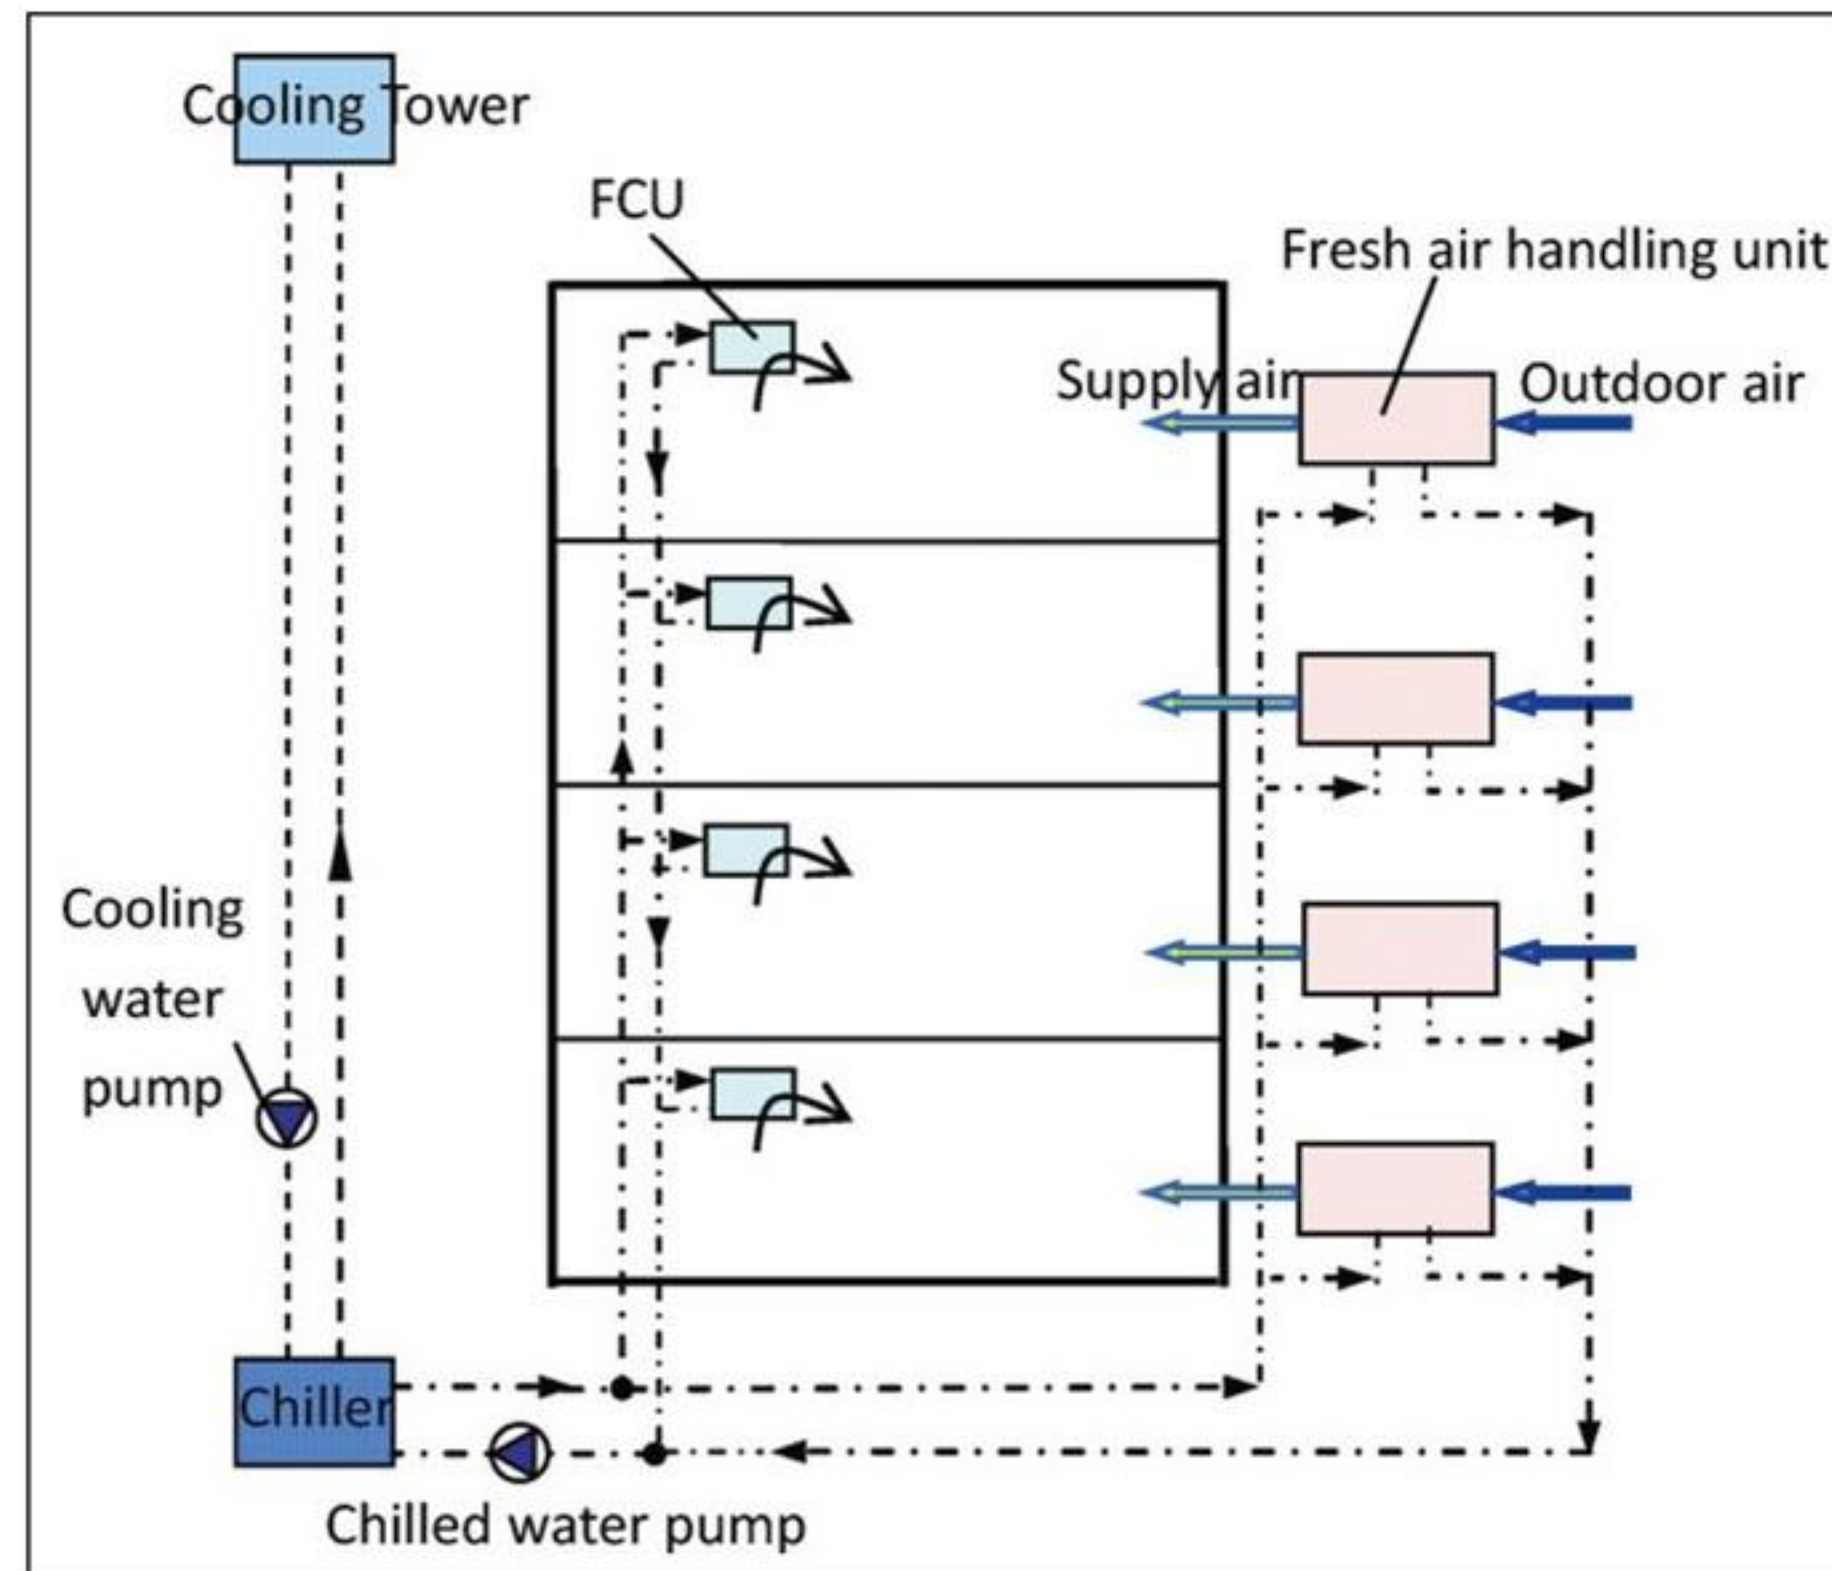 Cooling Tower
FCU
Fresh air handling unit
Supply air
Outdoor air
Cooling
water
pump
Chiller
Chilled water pump